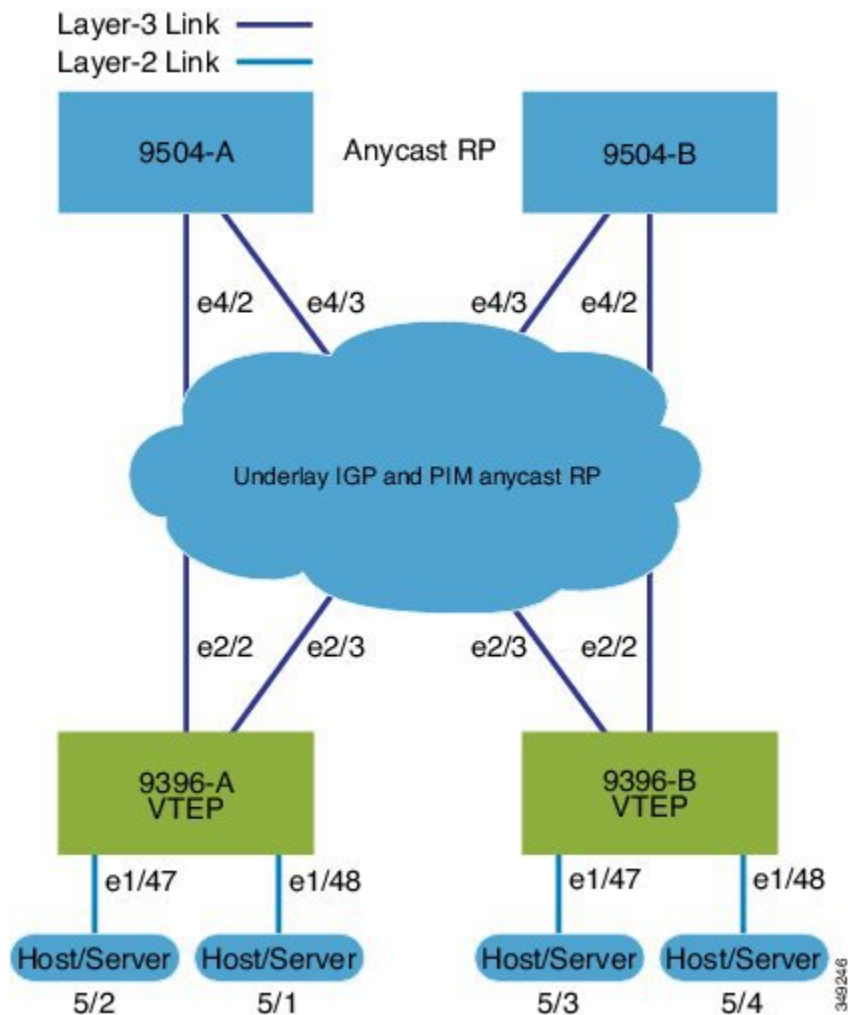 Layer-3 Link
Layer-2 Link
9504-A
Anycast RP
9504-B
e4/2
e4/3
e4/3
e4/2
Underlay IGP and PIM anycast RP
e2/2
e2/3
e2/3
e2/2
9396-A
VTEP
9396-B
VTEP
e1/47
e1/48
e1/47
e1/48
Host/Server
Host/Server
Host/Server
Host/Server
5/2
5/1
5/3
5/4
349246